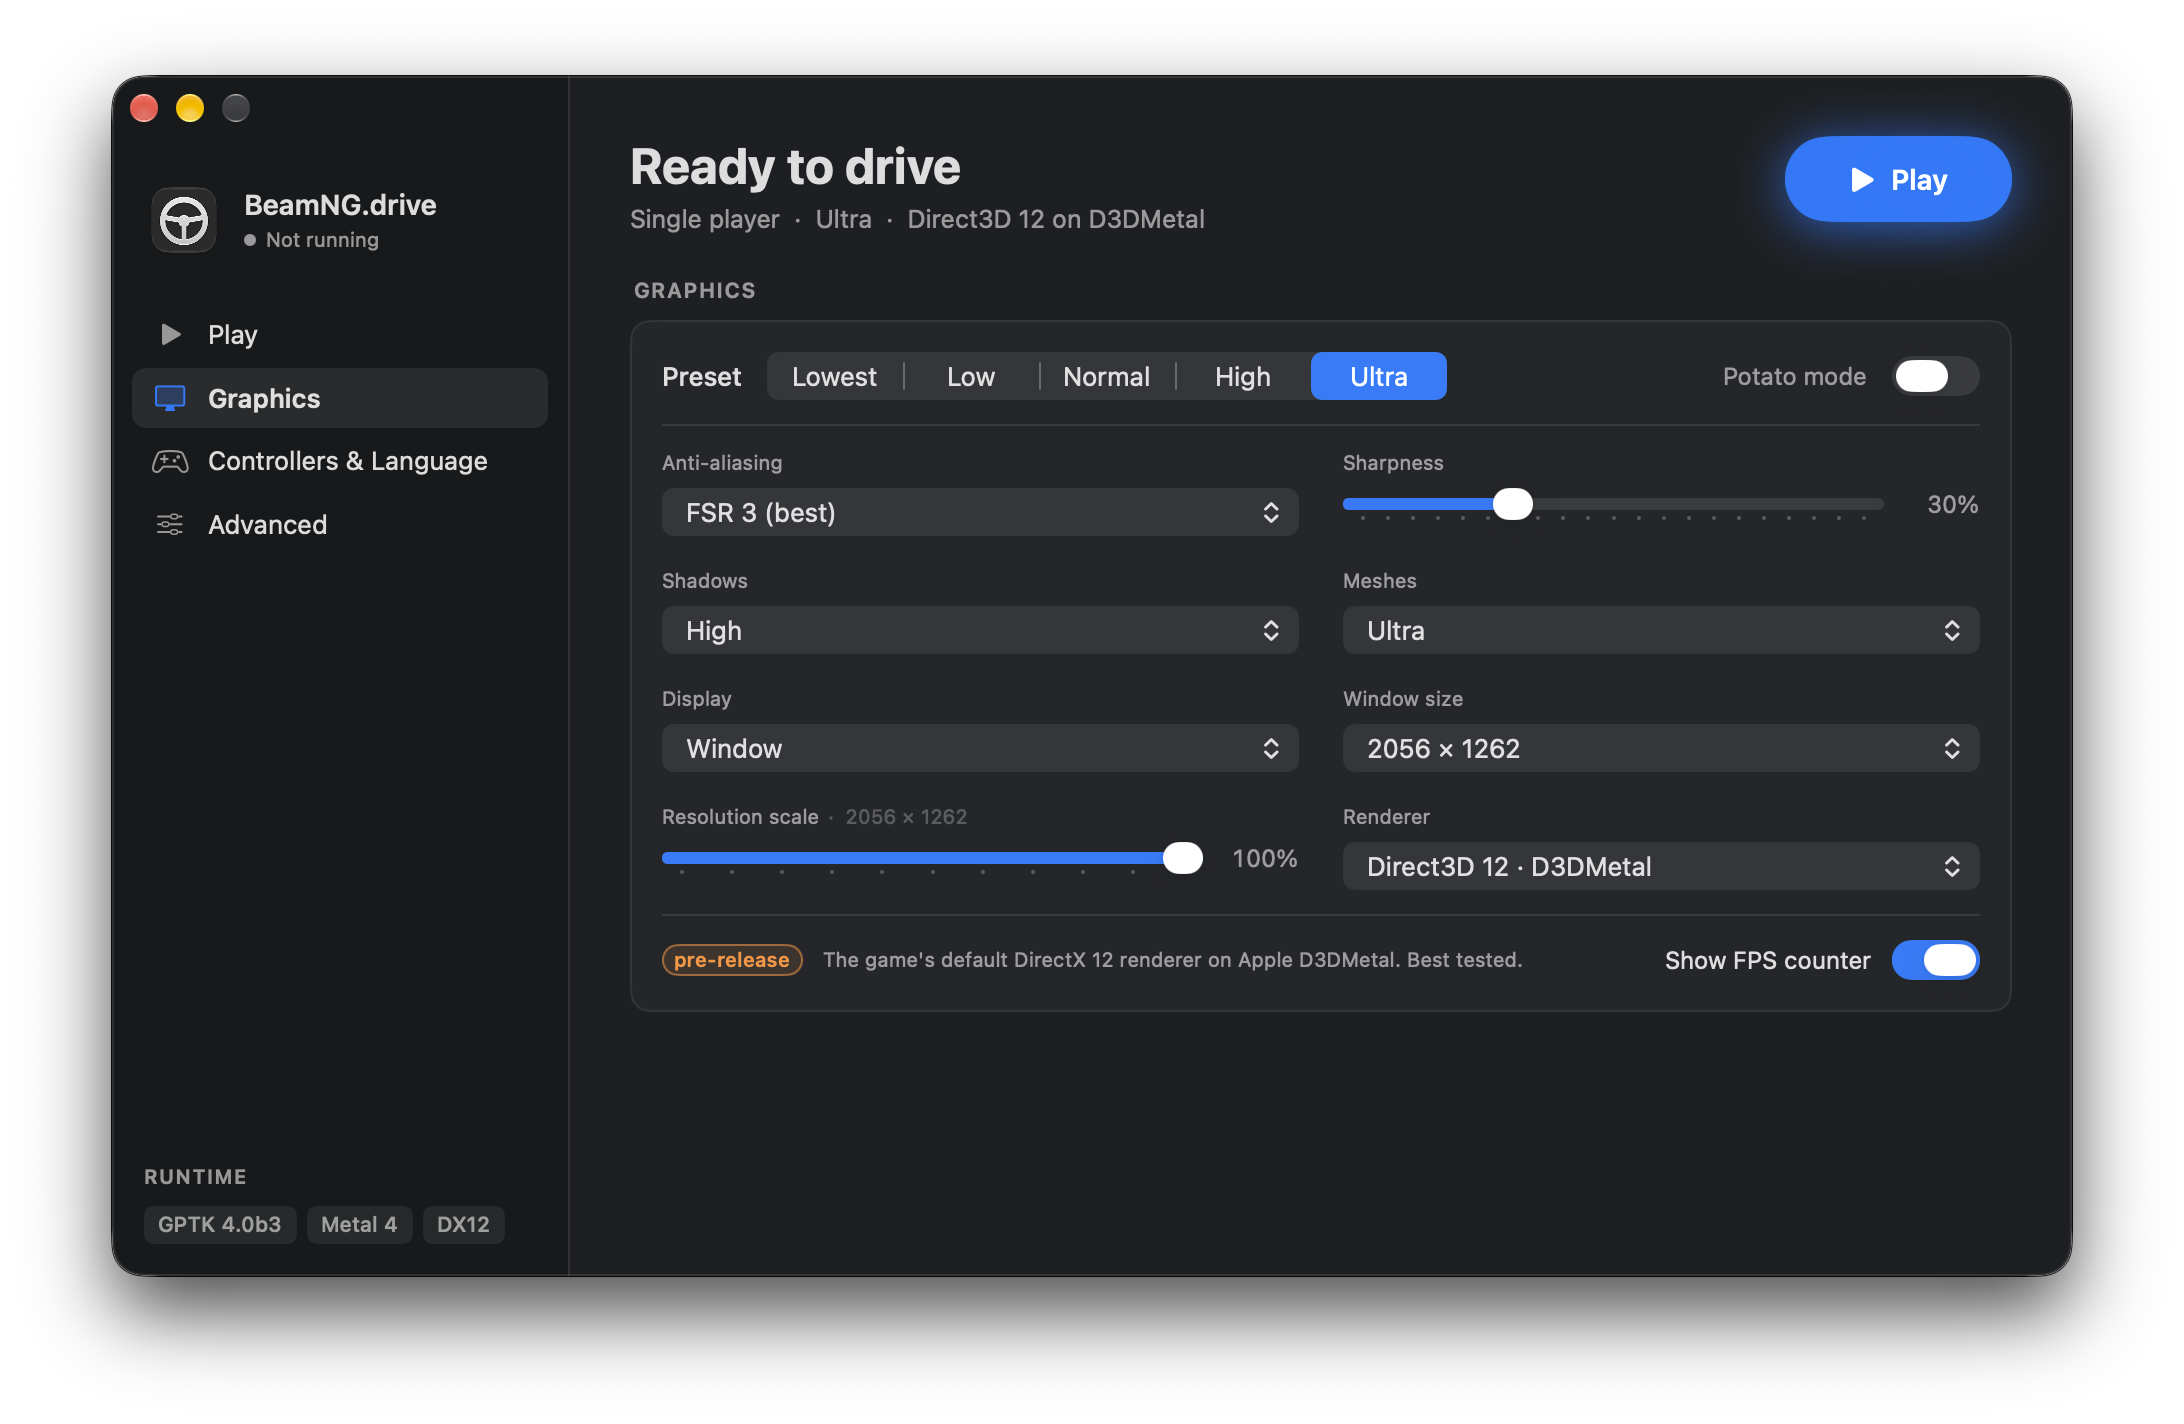 BeamNG.drive
Not running
Play
Graphics
Controllers & Language
Advanced
RUNTIME
GPTK 4.0b3 Metal 4 DX12
Ready to drive
Single player · Ultra · Direct3D 12 on D3DMetal
Play
GRAPHICS
Preset Lowest Low Normal High Ultra Potato mode
Anti-aliasing
FSR 3 (best)
Sharpness
30%
Shadows
High
Meshes
Ultra
Display
Window
Window size
2056 × 1262
Resolution scale · 2056 × 1262
100%
Renderer
Direct3D 12 · D3DMetal
pre-release The game's default DirectX 12 renderer on Apple D3DMetal. Best tested. Show FPS counter